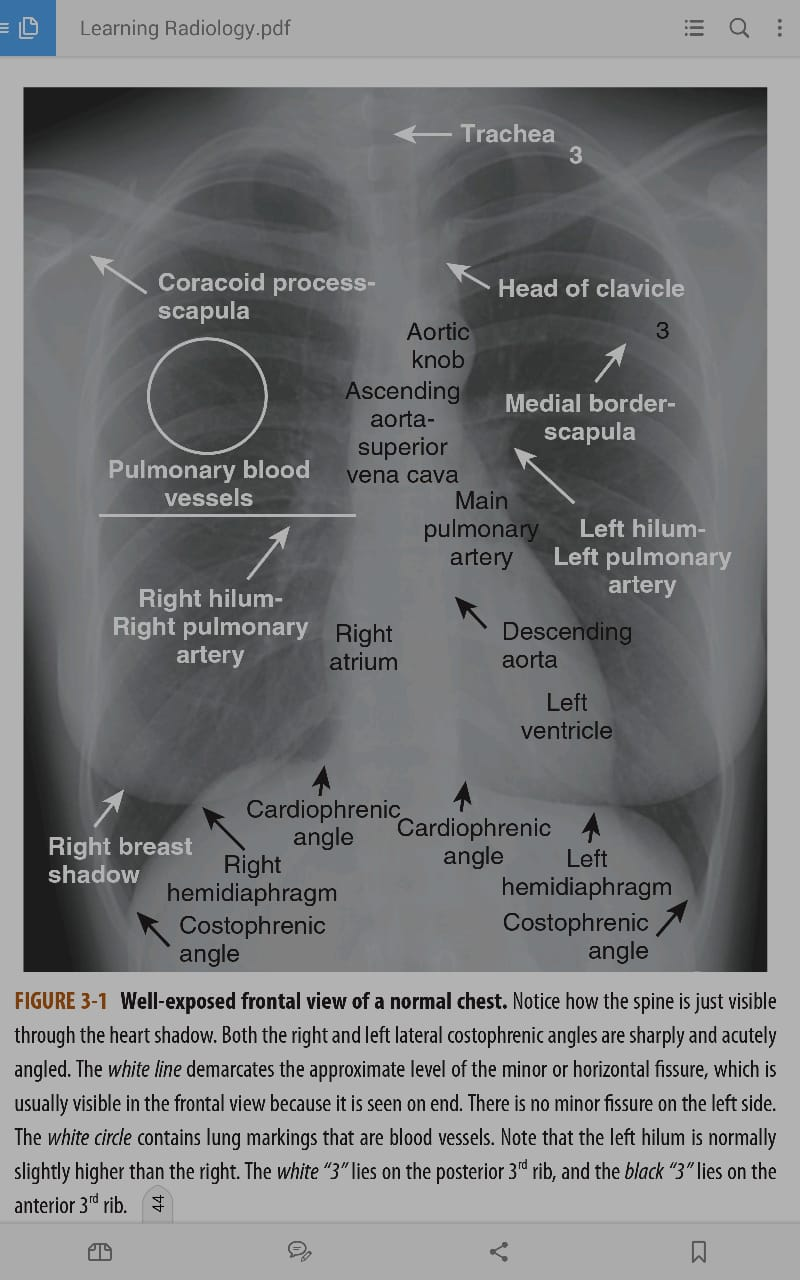 Learning Radiology.pdf
Trachea
3
Coracoid process-
scapula
Head of clavicle
Aortic
knob
3
Ascending
aorta-
superior
vena cava
Medial border-
scapula
Pulmonary blood
vessels
Main
pulmonary
artery
Left hilum-
Left pulmonary
artery
Right hilum-
Right pulmonary
artery
Right
atrium
Descending
aorta
Left
ventricle
Cardiophrenic
angle
Cardiophrenic
angle
Right breast
shadow
Right
hemidiaphragm
Left
hemidiaphragm
Costophrenic
angle
Costophrenic
angle
FIGURE 3-1 Well-exposed frontal view of a normal chest. Notice how the spine is just visible
through the heart shadow. Both the right and left lateral costophrenic angles are sharply and acutely
angled. The white line demarcates the approximate level of the minor or horizontal fissure, which is
usually visible in the frontal view because it is seen on end. There is no minor fissure on the left side.
The white circle contains lung markings that are blood vessels. Note that the left hilum is normally
slightly higher than the right. The white “3” lies on the posterior 3rd rib, and the black “3” lies on the
anterior 3rd rib.
44